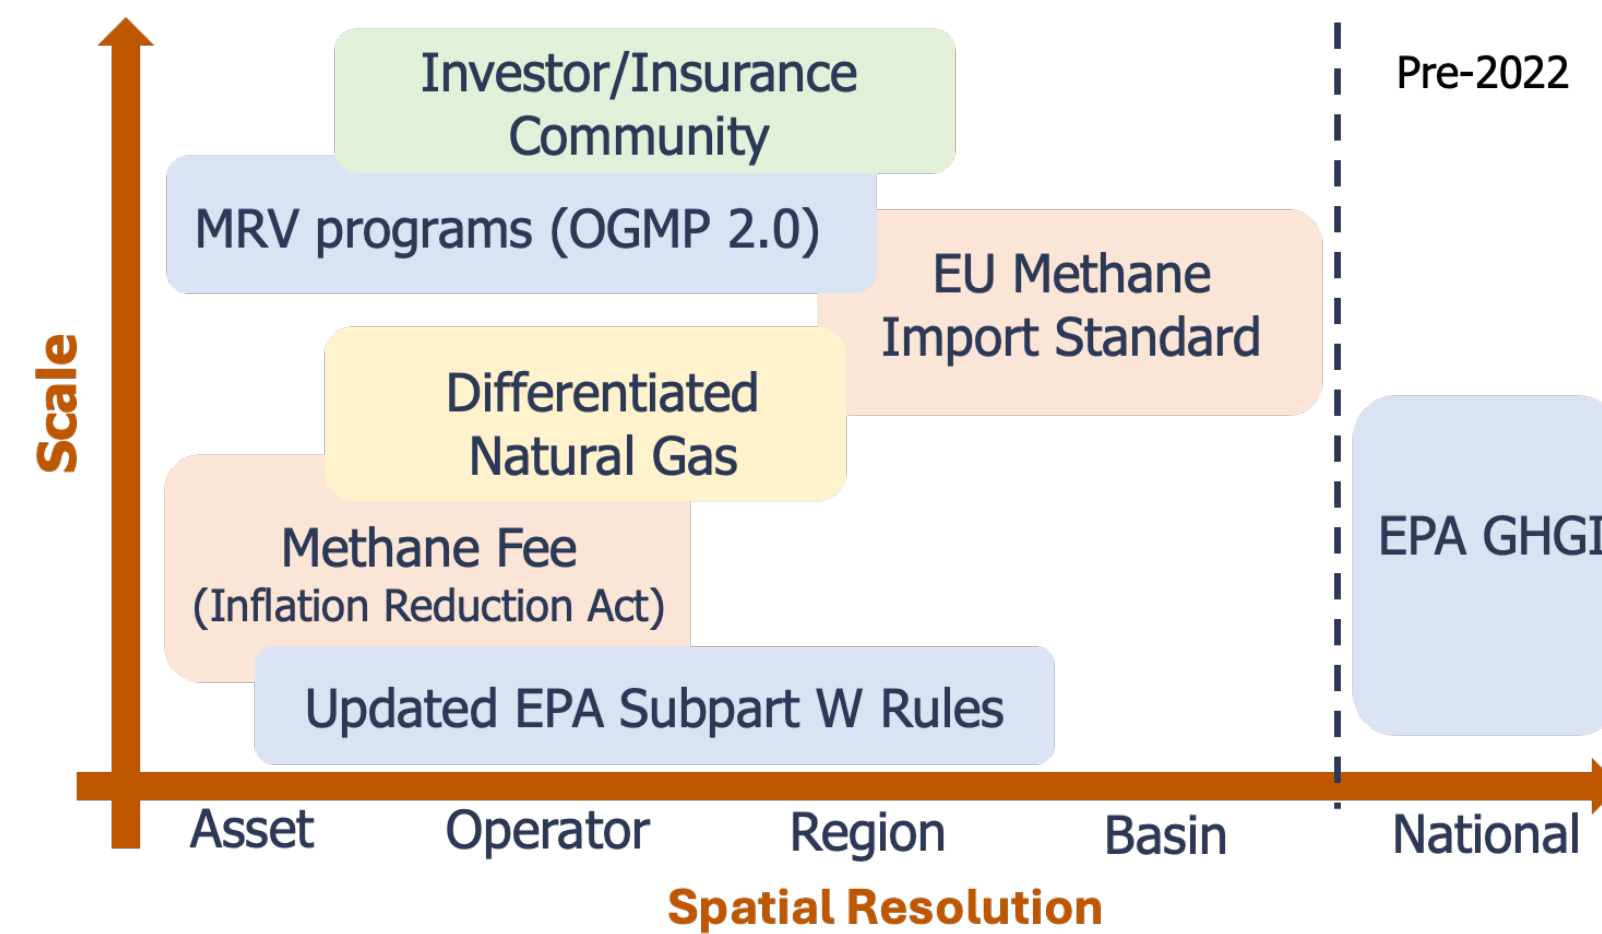 Pre-2022
Investor/Insurance
Community
MRV programs (OGMP 2.0)
EU Methane
Import Standard
Differentiated
Natural Gas
Methane Fee
(Inflation Reduction Act)
Updated EPA Subpart W Rules
EPA GHGI
Scale
Asset
Operator
Region
Basin
National
Spatial Resolution